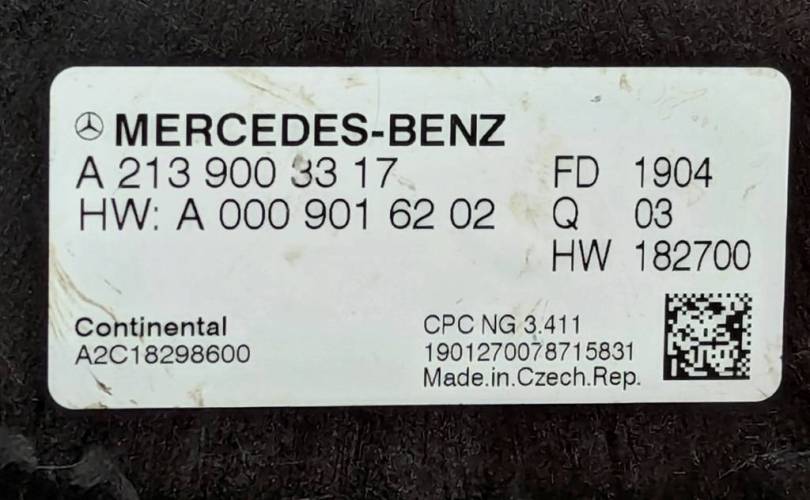 MERCEDES-BENZ
A 213 900 33 17 FD 1904
HW: A 000 901 62 02 Q 03
HW 182700
Continental CPC NG 3.411
A2C18298600 1901270078715831
Made.in.Czech.Rep.